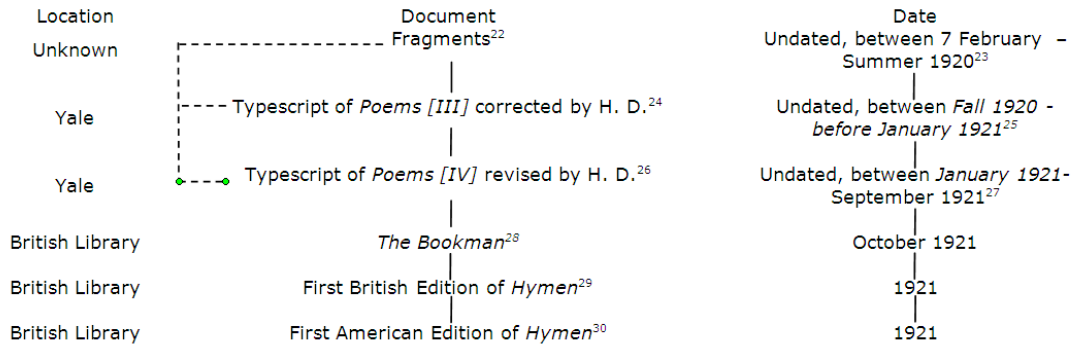 Location Document Date
Unknown Fragments²² Undated, between 7 February –
Summer 1920²³
Yale Typescript of Poems [III] corrected by H. D.²⁴ Undated, between Fall 1920 -
before January 1921²⁵
Yale Typescript of Poems [IV] revised by H. D.²⁶ Undated, between January 1921-
September 1921²⁷
British Library The Bookman²⁸ October 1921
British Library First British Edition of Hymen²⁹ 1921
British Library First American Edition of Hymen³⁰ 1921